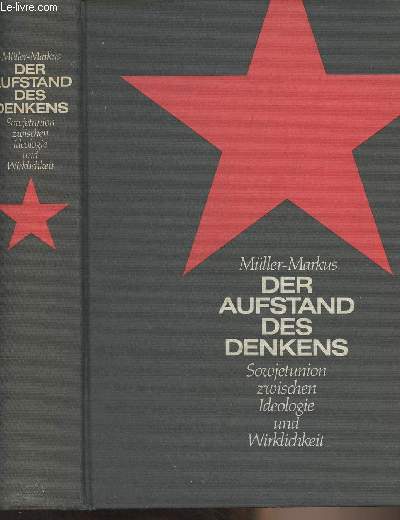 Müller-Markus
DER
AUFSTAND
DES
DENKENS
Sowjetunion
zwischen
Ideologie
und
Wirklichkeit
Müller-Markus
DER
AUFSTAND
DES
DENKENS
Sowjetunion
zwischen
Ideologie
und
Wirklichkeit
le-livre.com